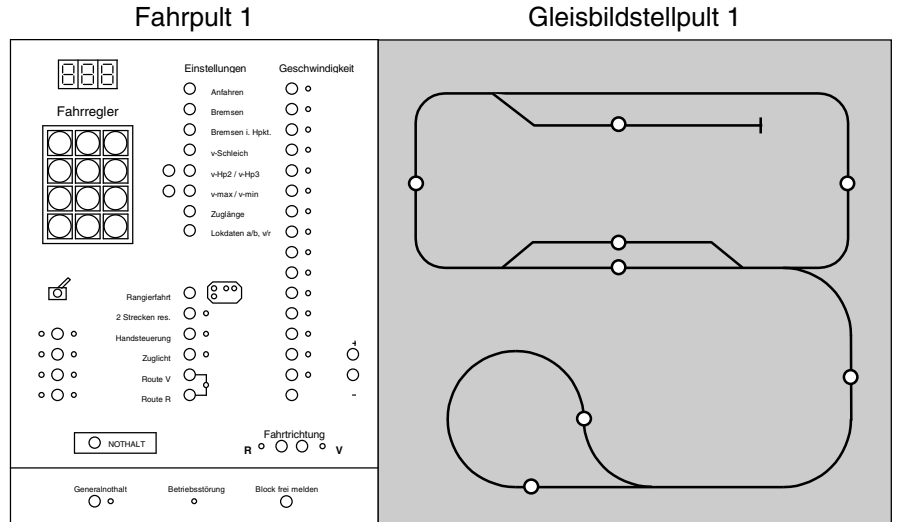 Fahrpult 1
Gleisbildstellpult 1
888
Fahrregler
Einstellungen
Geschwindigkeit
Anfahren
Bremsen
Bremsen i. Hpkt.
v-Schleich
v-Hp2 / v-Hp3
v-max / v-min
Zuglänge
Lokdaten a/b, v/r
Rangierfahrt
2 Strecken res.
Handsteuerung
Zuglicht
Route V
Route R
+
-
NOTHALT
Fahrtrichtung
R
V
Generalnothalt
Betriebsstörung
Block frei melden